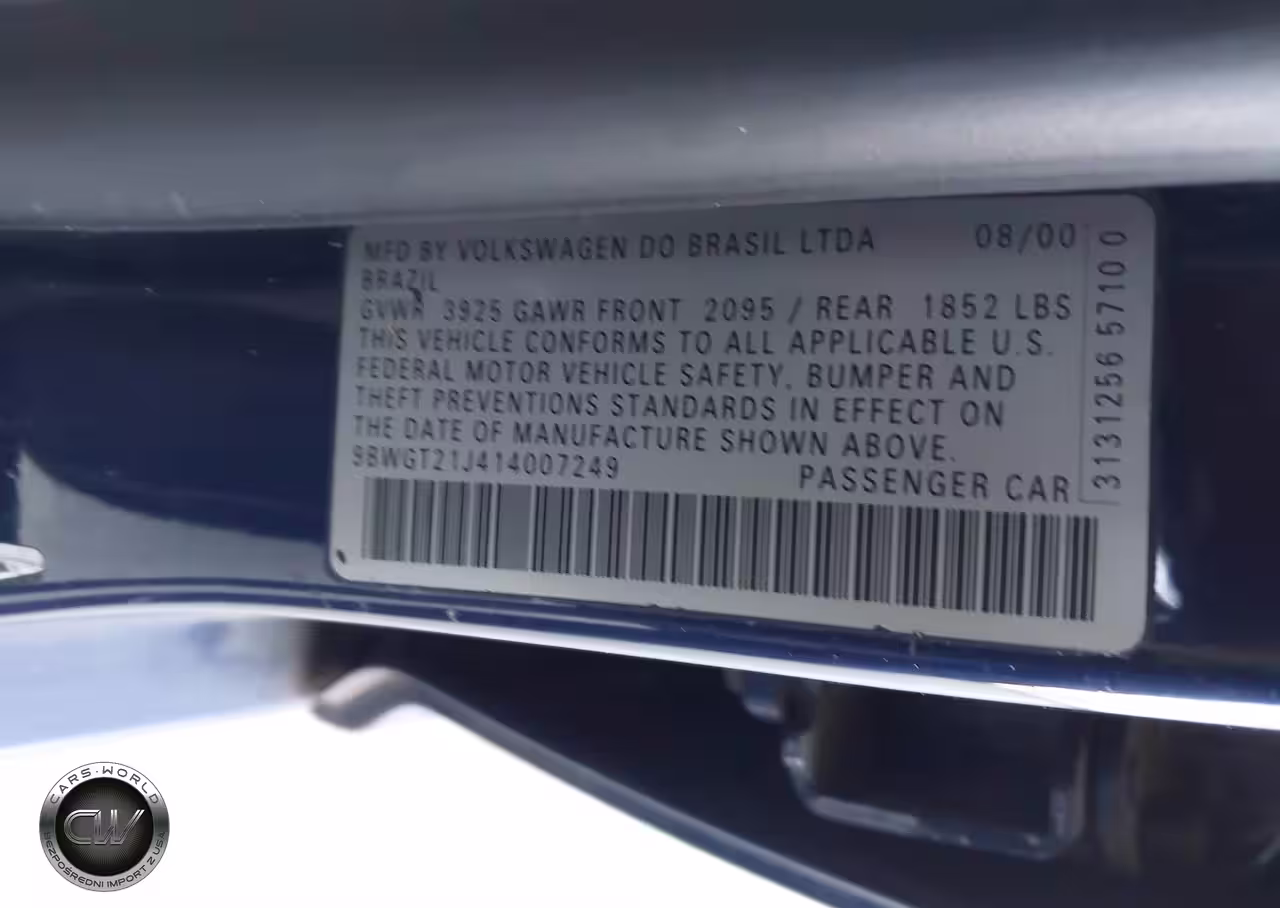 MFD BY VOLKSWAGEN DO BRASIL LTDA 08/00
BRAZIL
GVWR 3925 GAWR FRONT 2095 / REAR 1852 LBS
THIS VEHICLE CONFORMS TO ALL APPLICABLE U.S.
FEDERAL MOTOR VEHICLE SAFETY, BUMPER AND
THEFT PREVENTIONS STANDARDS IN EFFECT ON
THE DATE OF MANUFACTURE SHOWN ABOVE.
9BWGT21J414007249 PASSENGER CAR
3131256 5710 0
CARS·WORLD
CW
BEZPOŚREDNI IMPORT Z USA